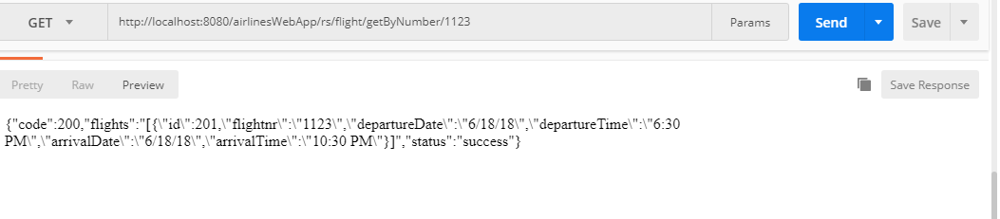 GET http://localhost:8080/airlinesWebApp/rs/flight/getByNumber/1123 Params Send Save
Pretty Raw Preview Save Response
{"code":200,"flights":"[{\"id\":201,\"flightnr\":\"1123\",\"departureDate\":\"6/18/18\",\"departureTime\":\"6:30
PM\",\"arrivalDate\":\"6/18/18\",\"arrivalTime\":\"10:30 PM\"}]","status":"success"}